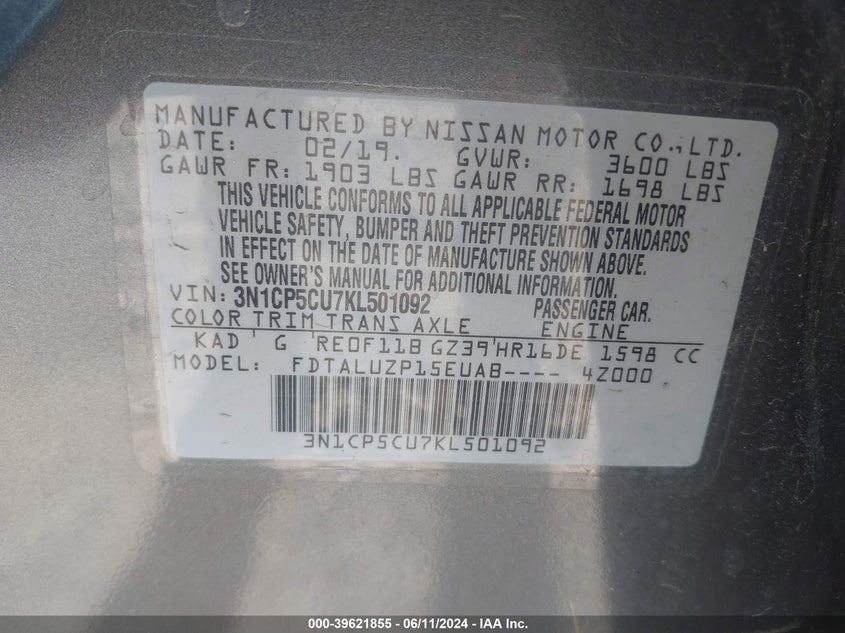 MANUFACTURED BY NISSAN MOTOR CO.,LTD.
DATE: 02/19. GVWR: 3600 LBS
GAWR FR: 1903 LBS GAWR RR: 1698 LBS
THIS VEHICLE CONFORMS TO ALL APPLICABLE FEDERAL MOTOR
VEHICLE SAFETY, BUMPER AND THEFT PREVENTION STANDARDS
IN EFFECT ON THE DATE OF MANUFACTURE SHOWN ABOVE.
SEE OWNER'S MANUAL FOR ADDITIONAL INFORMATION.
VIN: 3N1CP5CU7KL501092 PASSENGER CAR.
COLOR TRIM TRANS AXLE ENGINE
KAD G RE0F11B GZ39 HR16DE 1598 CC
MODEL: FDTALUZP15EUAB---- 4Z000
3N1CP5CU7KL501092
000-39621855 / 06/11/2024 - IAA Inc.